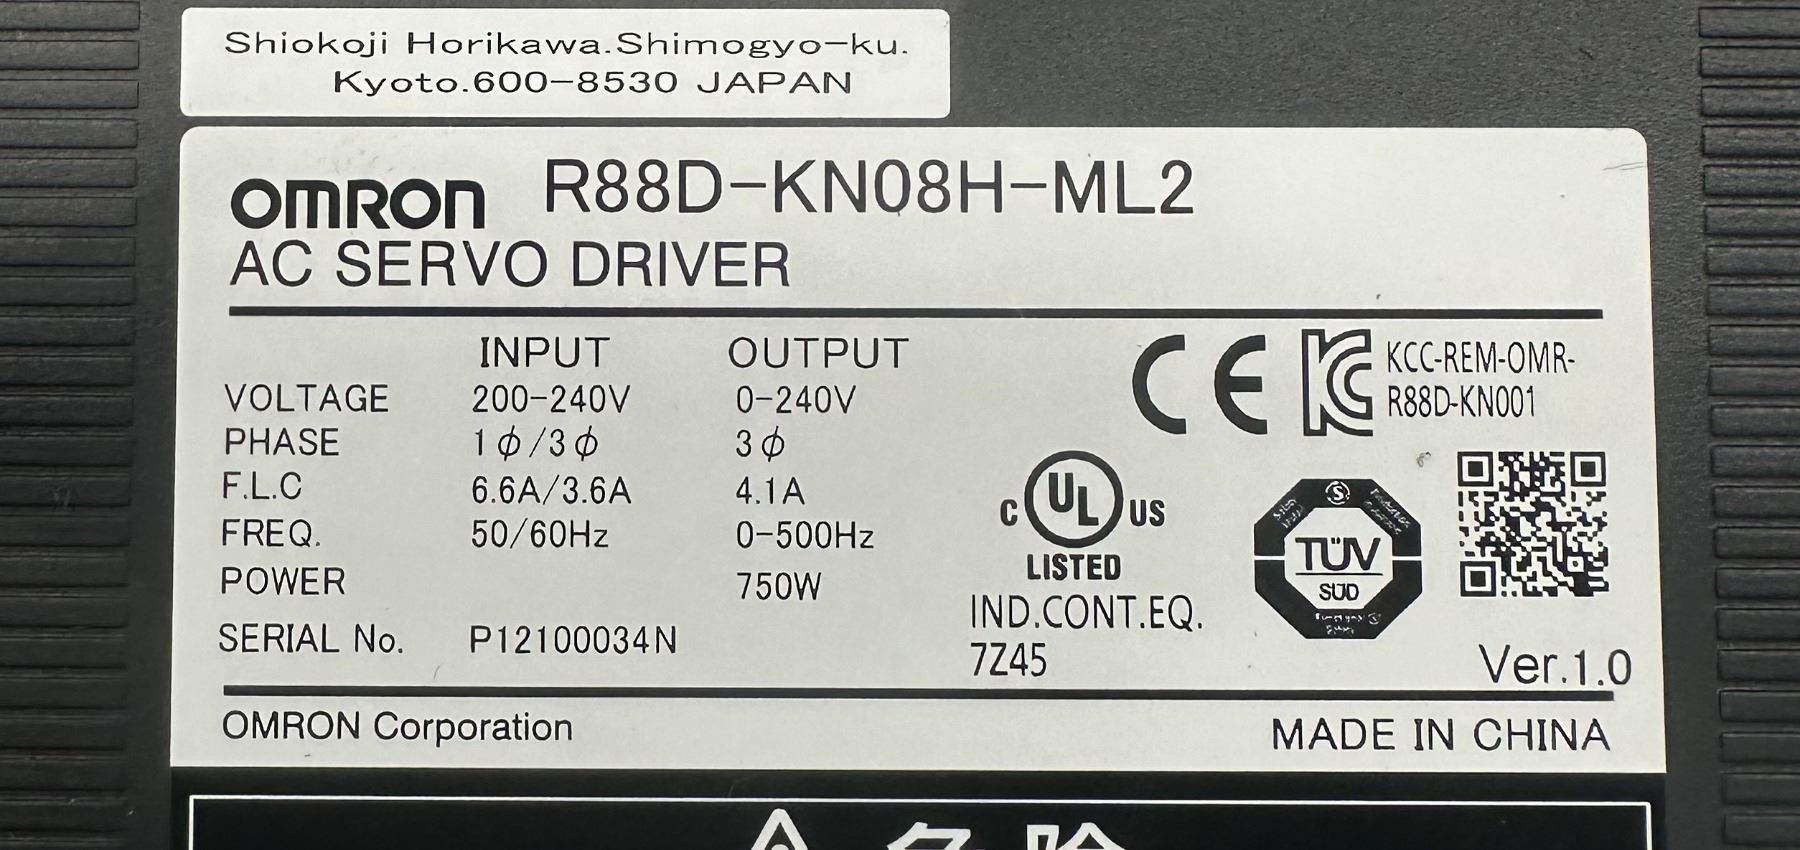 Shiokoji Horikawa.Shimogyo-ku.
Kyoto.600-8530 JAPAN
OMRON R88D-KN08H-ML2
AC SERVO DRIVER
INPUT OUTPUT
VOLTAGE 200-240V 0-240V
PHASE 1ϕ/3ϕ 3ϕ
F.L.C 6.6A/3.6A 4.1A
FREQ. 50/60Hz 0-500Hz
POWER 750W
SERIAL No. P12100034N
CE KC KCC-REM-OMR-
R88D-KN001
C UL US
LISTED
IND.CONT.EQ.
7Z45
TÜV
SÜD
Ver.1.0
OMRON Corporation
MADE IN CHINA